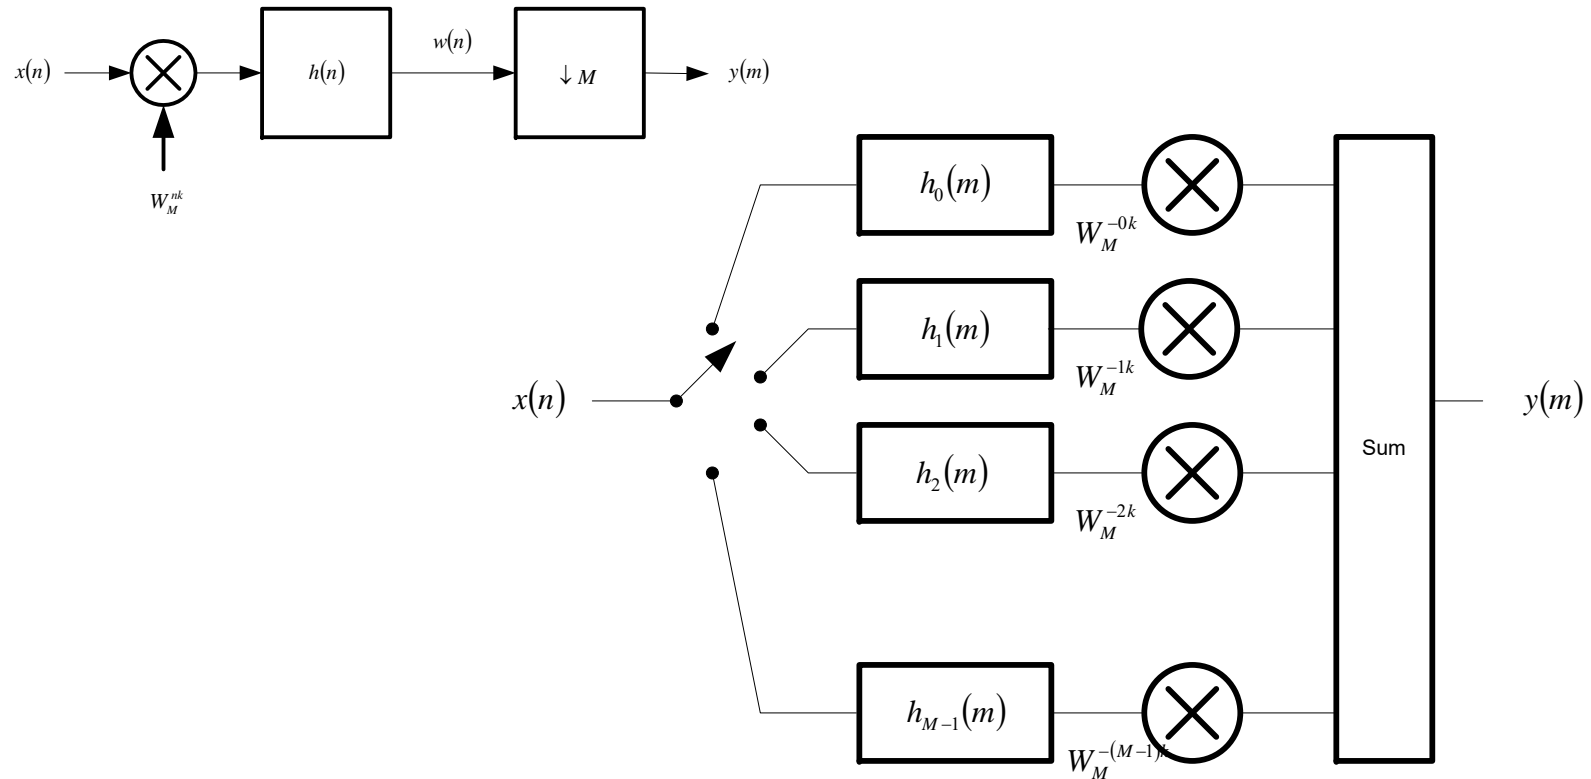 x(n)
h(n)
w(n)
↓ M
y(m)
W_M^{nk}
h_0(m)
W_M^{-0k}
h_1(m)
W_M^{-1k}
x(n)
y(m)
h_2(m)
Sum
W_M^{-2k}
h_{M-1}(m)
W_M^{-(M-1)k}